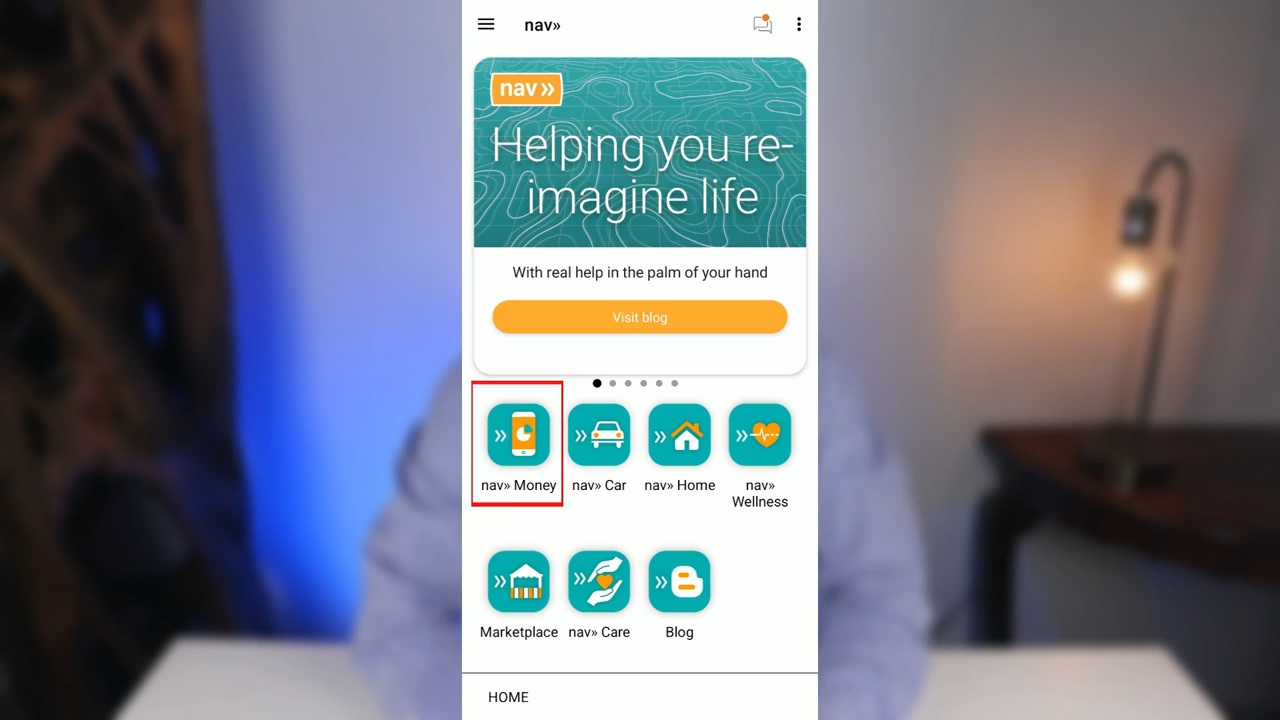 nav»
nav»
Helping you re-
imagine life
With real help in the palm of your hand
Visit blog
nav» Money
nav» Car
nav» Home
nav»
Wellness
Marketplace
nav» Care
Blog
HOME